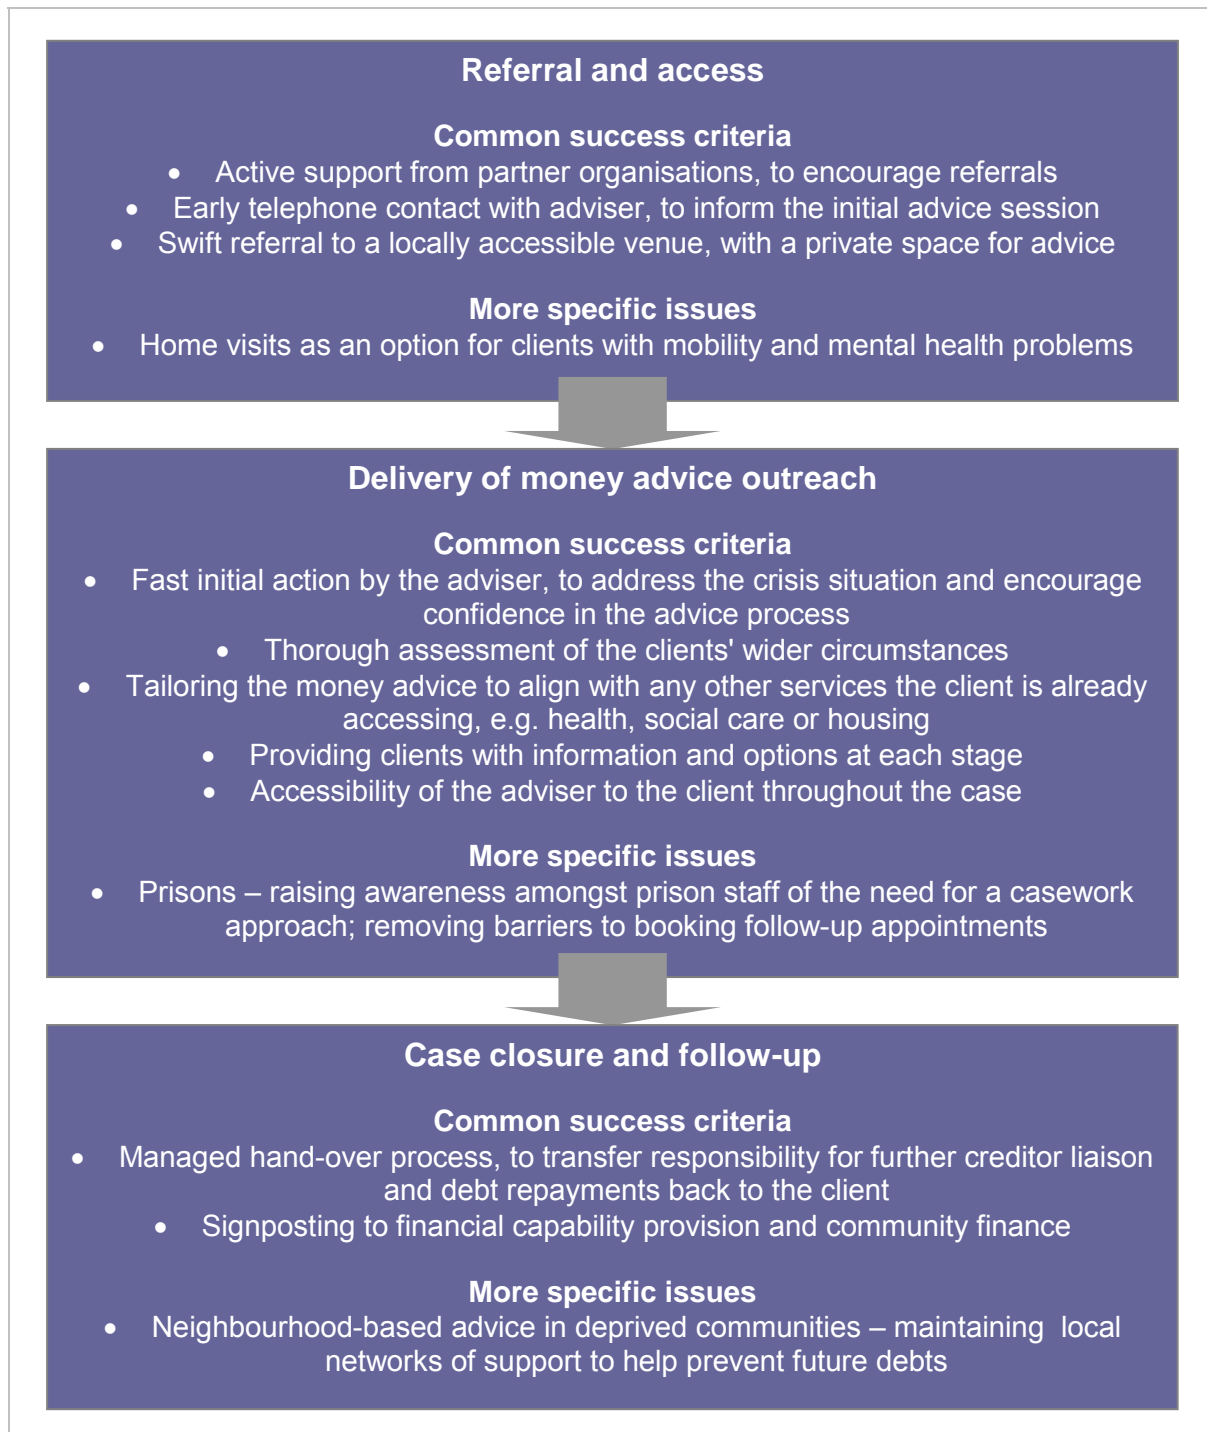 Referral and access
Common success criteria
• Active support from partner organisations, to encourage referrals
• Early telephone contact with adviser, to inform the initial advice session
• Swift referral to a locally accessible venue, with a private space for advice
More specific issues
• Home visits as an option for clients with mobility and mental health problems
Delivery of money advice outreach
Common success criteria
• Fast initial action by the adviser, to address the crisis situation and encourage
confidence in the advice process
• Thorough assessment of the clients' wider circumstances
• Tailoring the money advice to align with any other services the client is already
accessing, e.g. health, social care or housing
• Providing clients with information and options at each stage
• Accessibility of the adviser to the client throughout the case
More specific issues
• Prisons – raising awareness amongst prison staff of the need for a casework
approach; removing barriers to booking follow-up appointments
Case closure and follow-up
Common success criteria
• Managed hand-over process, to transfer responsibility for further creditor liaison
and debt repayments back to the client
• Signposting to financial capability provision and community finance
More specific issues
• Neighbourhood-based advice in deprived communities – maintaining  local
networks of support to help prevent future debts